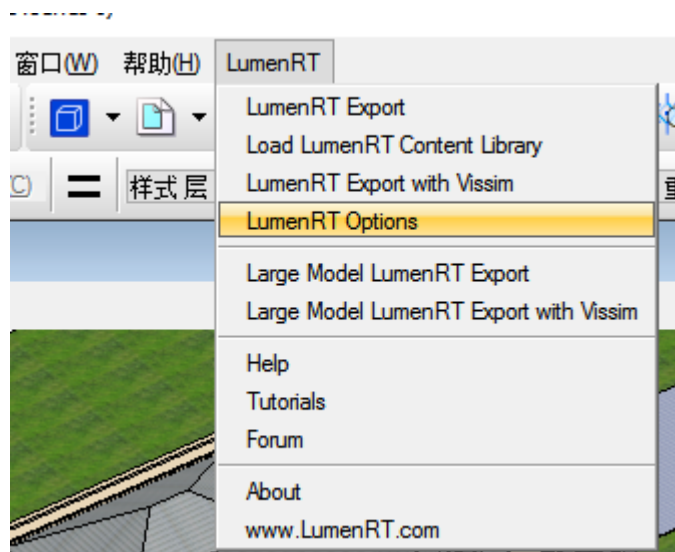 窗口(W) 帮助(H) LumenRT
LumenRT Export
Load LumenRT Content Library
LumenRT Export with Vissim
样式 层
LumenRT Options
Large Model LumenRT Export
Large Model LumenRT Export with Vissim
Help
Tutorials
Forum
About
www.LumenRT.com